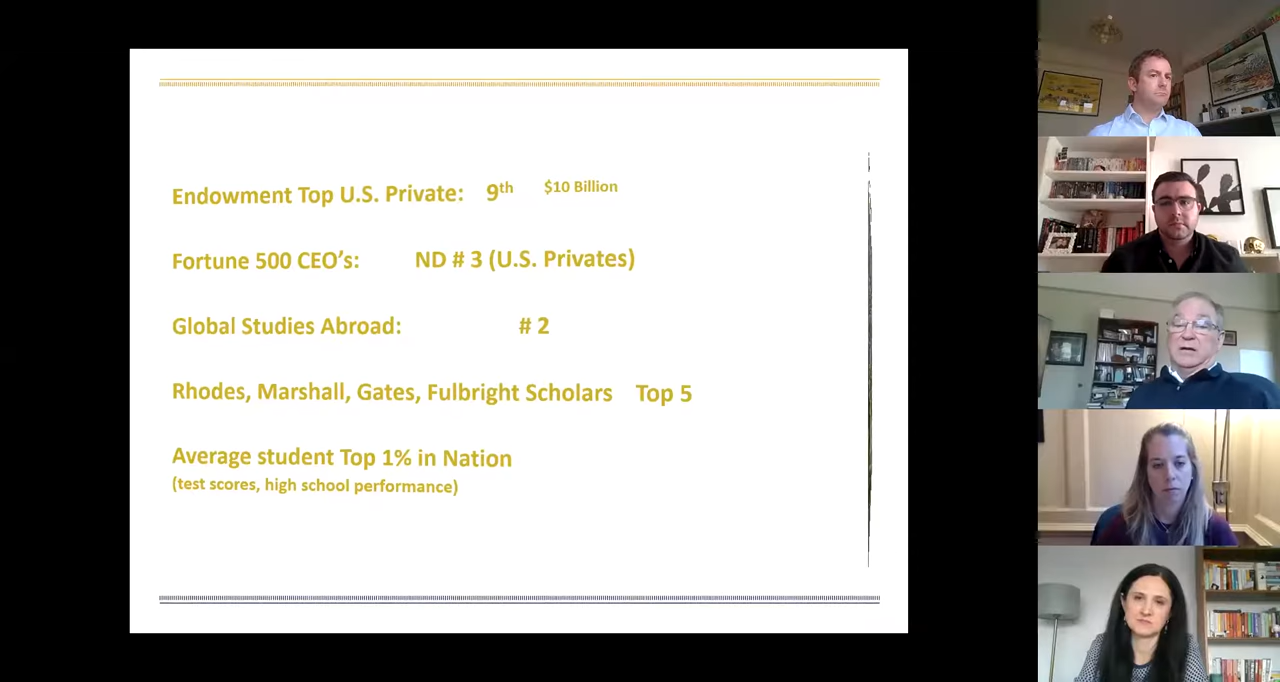 Endowment Top U.S. Private: 9th $10 Billion
Fortune 500 CEO's: ND # 3 (U.S. Privates)
Global Studies Abroad: # 2
Rhodes, Marshall, Gates, Fulbright Scholars Top 5
Average student Top 1% in Nation
(test scores, high school performance)